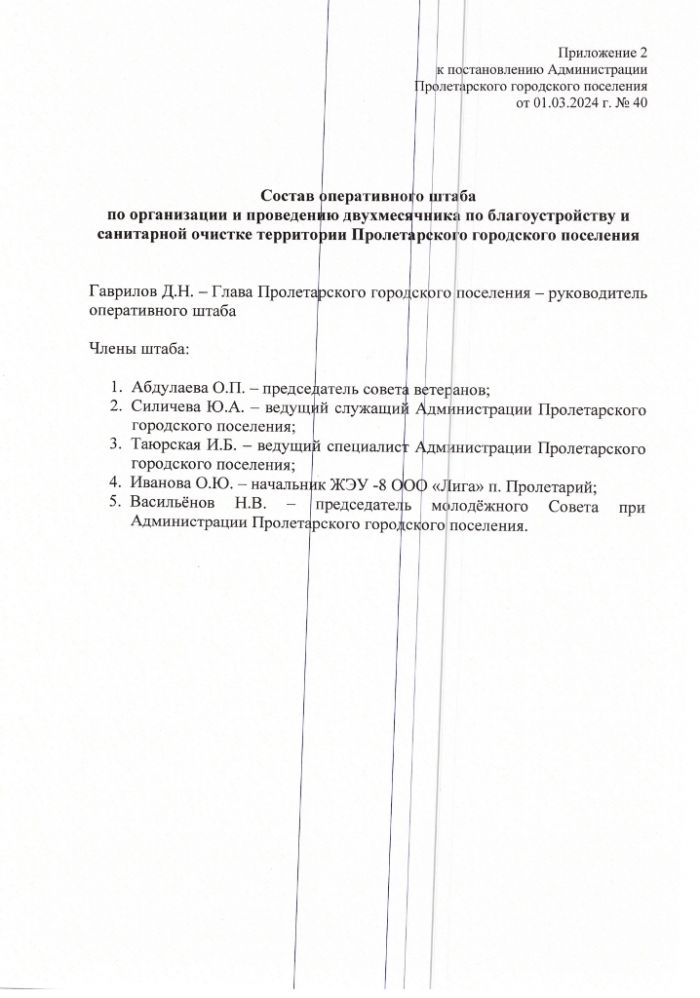 Приложение 2
к постановлению Администрации
Пролетарского городского поселения
от 01.03.2024 г. № 40
Состав оперативного штаба
по организации и проведению двухмесячника по благоустройству и
санитарной очистке территории Пролетарского городского поселения
Гаврилов Д.Н. – Глава Пролетарского городского поселения – руководитель
оперативного штаба
Члены штаба:
1. Абдулаева О.П. – председатель совета ветеранов;
2. Силичева Ю.А. – ведущий служащий Администрации Пролетарского
городского поселения;
3. Таюрская И.Б. – ведущий специалист Администрации Пролетарского
городского поселения;
4. Иванова О.Ю. – начальник ЖЭУ -8 ООО «Лига» п. Пролетарий;
5. Васильёнов Н.В. – председатель молодёжного Совета при
Администрации Пролетарского городского поселения.